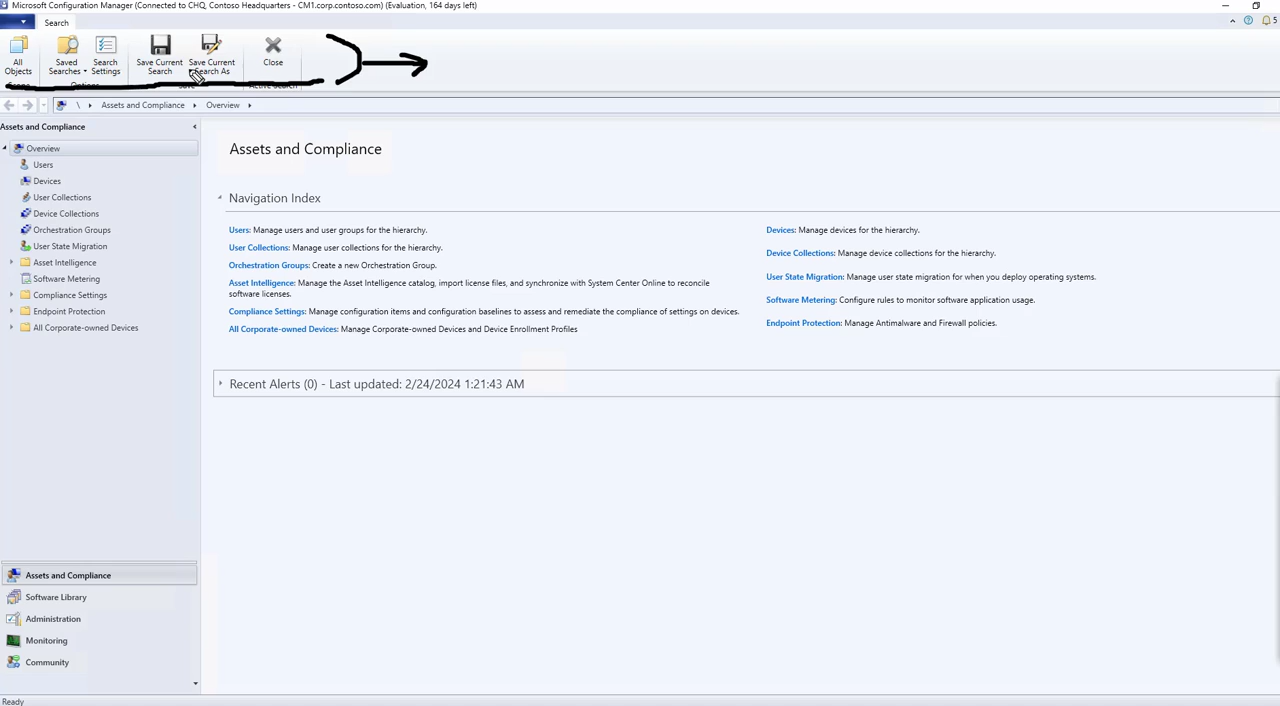 Microsoft Configuration Manager (Connected to CHQ, Contoso Headquarters - CM1.corp.contoso.com) (Evaluation, 164 days left)
Search
5
All Objects
Saved Searches
Search Settings
Save Current Search
Save Current Search As
Close
\ Assets and Compliance Overview
Assets and Compliance
Overview
Users
Devices
User Collections
Device Collections
Orchestration Groups
User State Migration
Asset Intelligence
Software Metering
Compliance Settings
Endpoint Protection
All Corporate-owned Devices
Assets and Compliance
Software Library
Administration
Monitoring
Community
Assets and Compliance
Navigation Index
Users: Manage users and user groups for the hierarchy.
User Collections: Manage user collections for the hierarchy.
Orchestration Groups: Create a new Orchestration Group.
Asset Intelligence: Manage the Asset Intelligence catalog, import license files, and synchronize with System Center Online to reconcile
software licenses.
Compliance Settings: Manage configuration items and configuration baselines to assess and remediate the compliance of settings on devices.
All Corporate-owned Devices: Manage Corporate-owned Devices and Device Enrollment Profiles
Devices: Manage devices for the hierarchy.
Device Collections: Manage device collections for the hierarchy.
User State Migration: Manage user state migration for when you deploy operating systems.
Software Metering: Configure rules to monitor software application usage.
Endpoint Protection: Manage Antimalware and Firewall policies.
Recent Alerts (0) - Last updated: 2/24/2024 1:21:43 AM
Ready